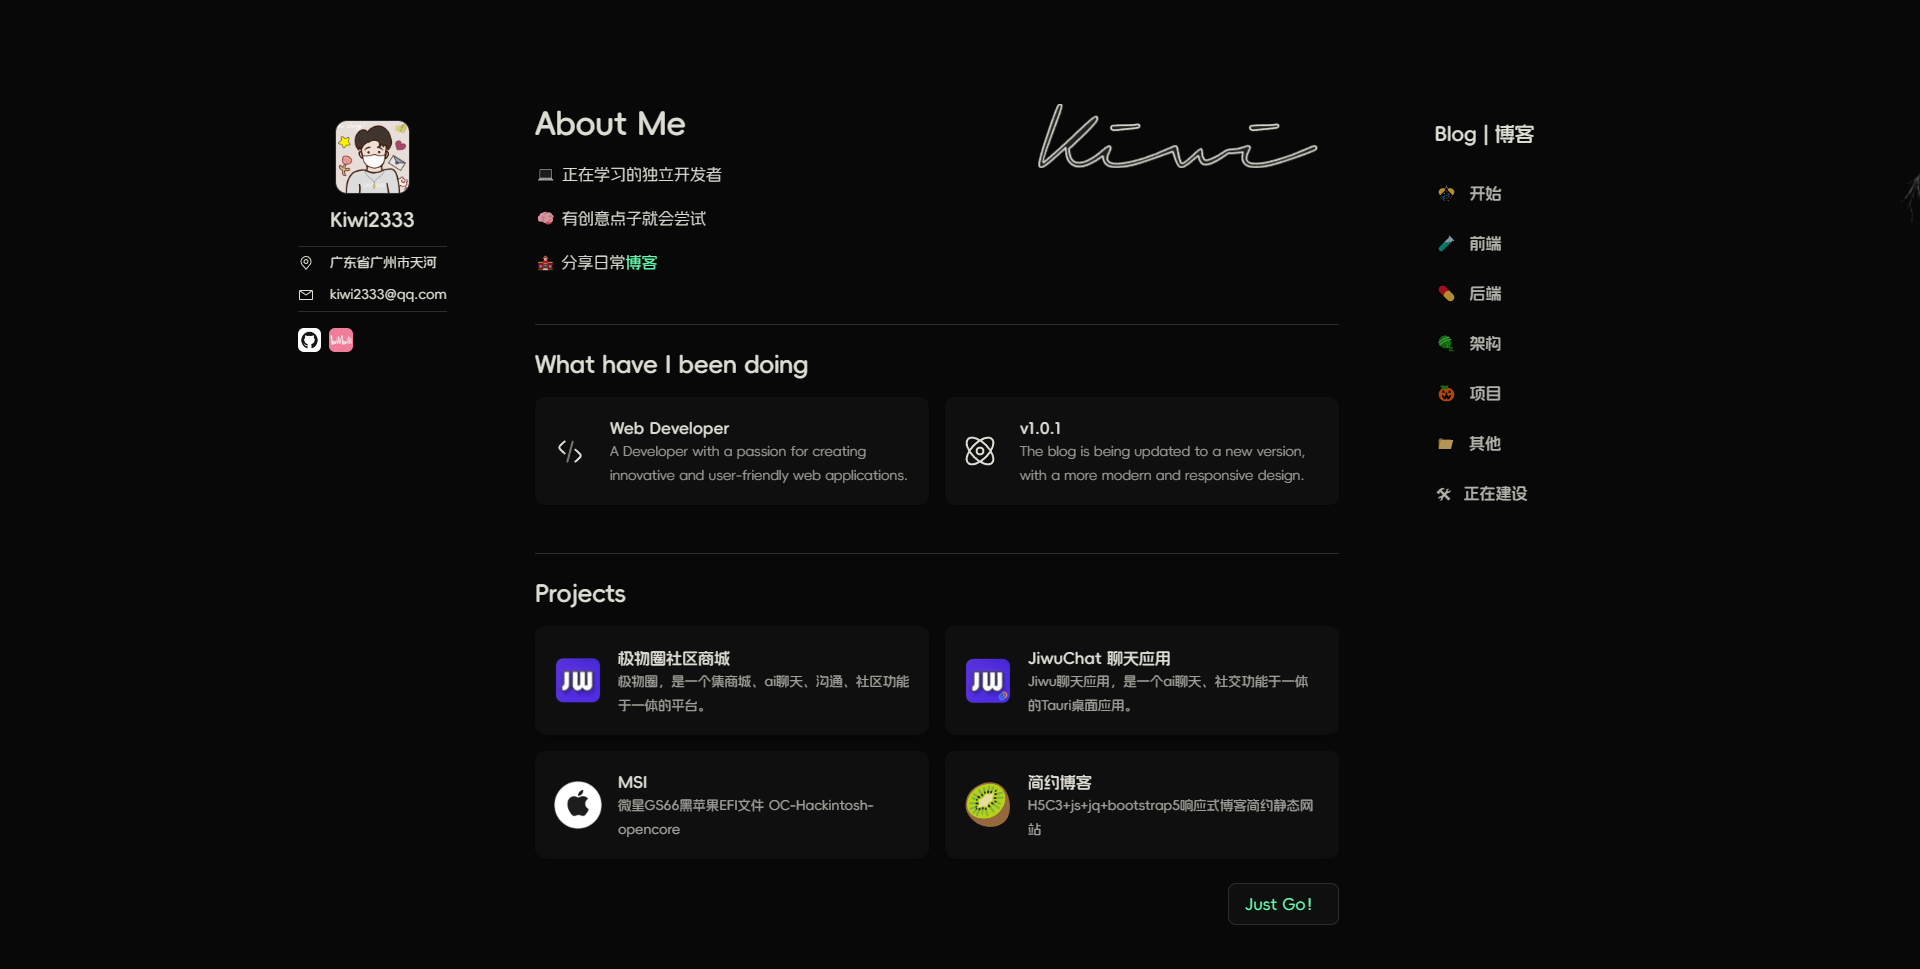 Kiwi2333
广东省广州市天河
kiwi2333@qq.com
About Me
正在学习的独立开发者
有创意点子就会尝试
分享日常博客
Kiwi
What have I been doing
Web Developer
A Developer with a passion for creating
innovative and user-friendly web applications.
v1.0.1
The blog is being updated to a new version,
with a more modern and responsive design.
Projects
JW
极物圈社区商城
极物圈，是一个集商城、ai聊天、沟通、社区功能
于一体的平台。
JW
JiwuChat 聊天应用
Jiwu聊天应用，是一个ai聊天、社交功能于一体
的Tauri桌面应用。
MSI
微星GS66黑苹果EFI文件 OC-Hackintosh-
opencore
简约博客
H5C3+js+jq+bootstrap5响应式博客简约静态网
站
Just Go!
Blog | 博客
开始
前端
后端
架构
项目
其他
正在建设